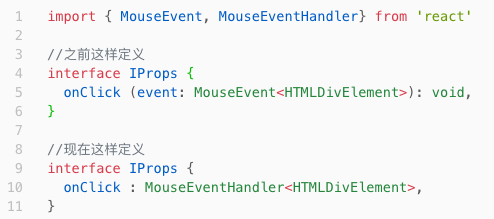 1 import { MouseEvent, MouseEventHandler} from 'react'
2
3 //之前这样定义
4 interface IProps {
5   onClick (event: MouseEvent<HTMLDivElement>): void,
6 }
7
8 //现在这样定义
9 interface IProps {
10   onClick : MouseEventHandler<HTMLDivElement>,
11 }